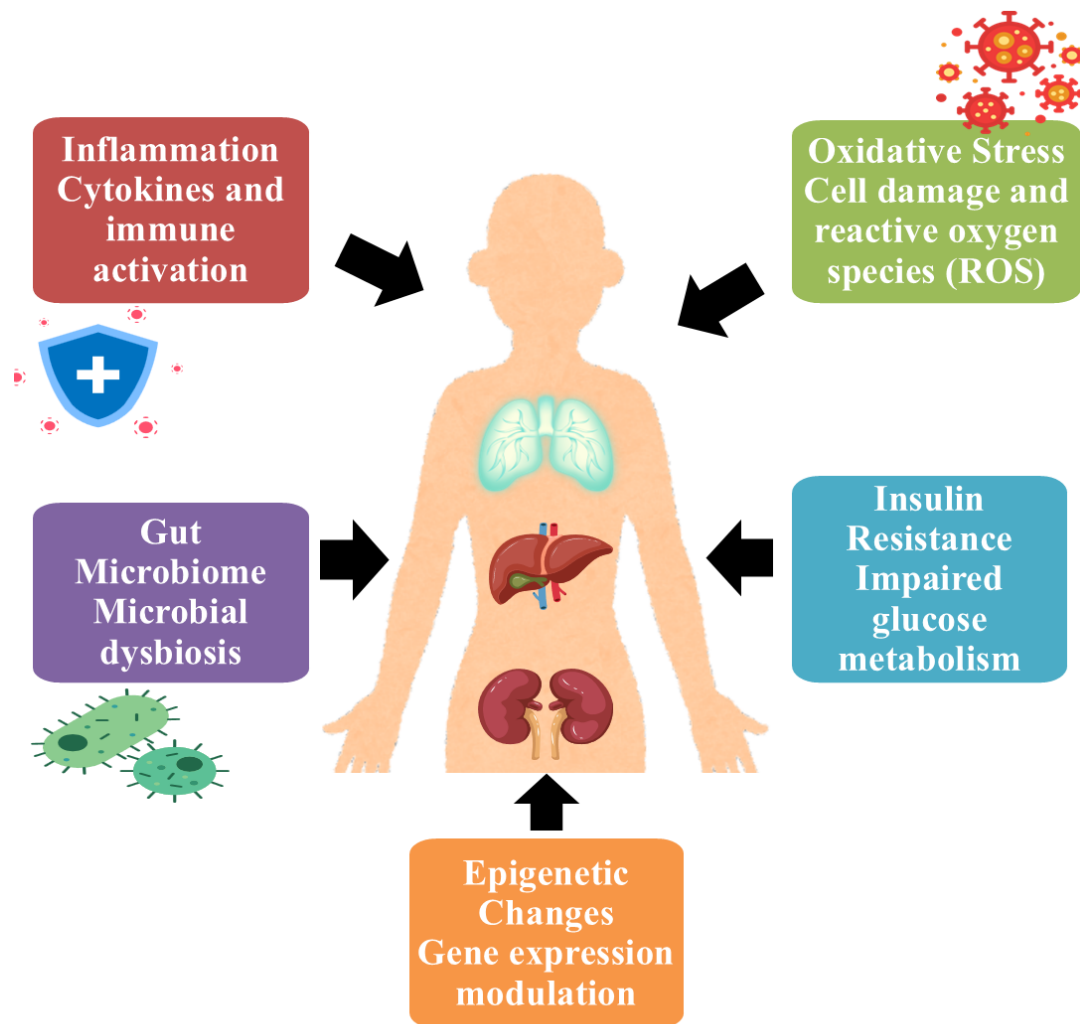 Inflammation
Cytokines and
immune
activation
Oxidative Stress
Cell damage and
reactive oxygen
species (ROS)
Gut
Microbiome
Microbial
dysbiosis
Insulin
Resistance
Impaired
glucose
metabolism
Epigenetic
Changes
Gene expression
modulation